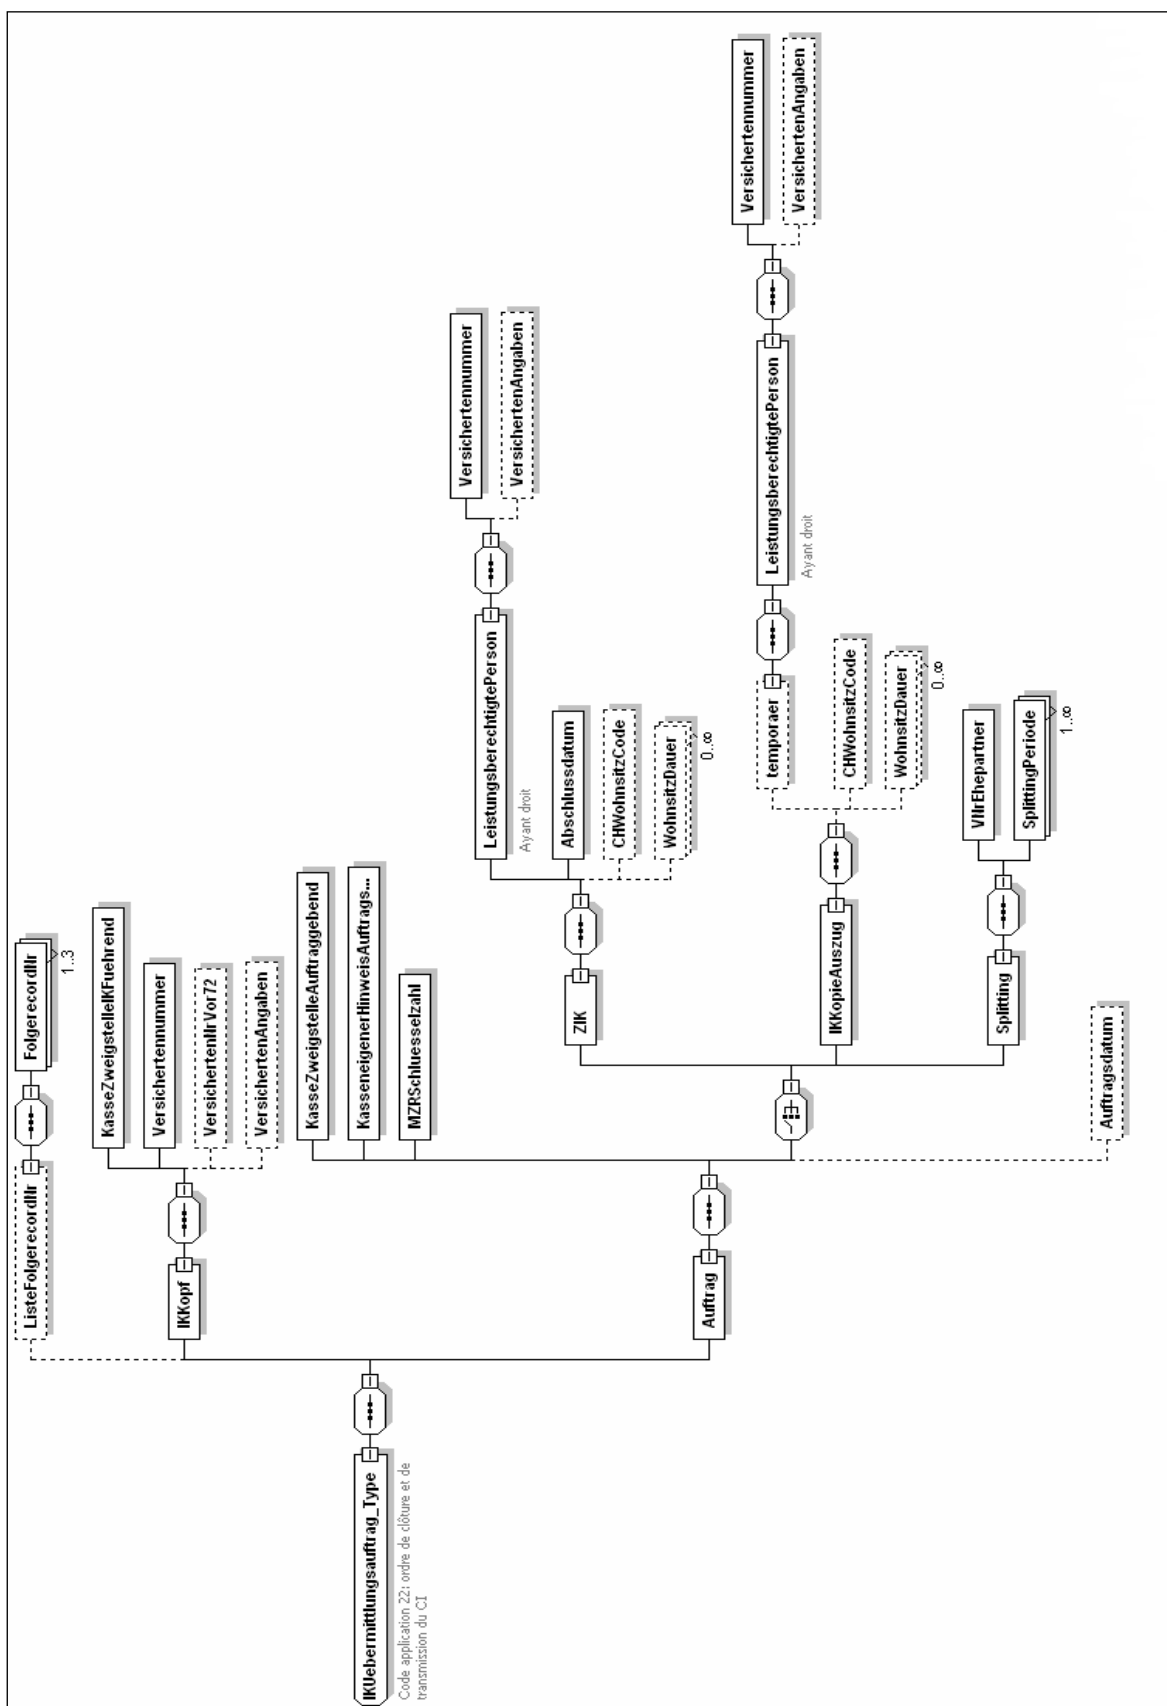 IKUebermittlungsauftrag_Type
Code application 22: ordre de clôture et de
transmission du CI
ListeFolgerecordNr
FolgerecordNr
1..3
IKKopf
KasseZweigstelleIKFuehrend
Versichertennummer
VersichertenNrVor72
VersichertenAngaben
Auftrag
KasseZweigstelleAuftraggebend
KasseneigenerHinweisAuftrags...
MZRSchluesselzahl
ZIK
LeistungsberechtigtePerson
Ayant droit
Versichertennummer
VersichertenAngaben
Abschlussdatum
CHWohnsitzCode
WohnsitzDauer
0..∞
IKKopieAuszug
temporaer
LeistungsberechtigtePerson
Ayant droit
Versichertennummer
VersichertenAngaben
CHWohnsitzCode
WohnsitzDauer
0..∞
Splitting
VNrEhepartner
SplittingPeriode
1..∞
Auftragsdatum